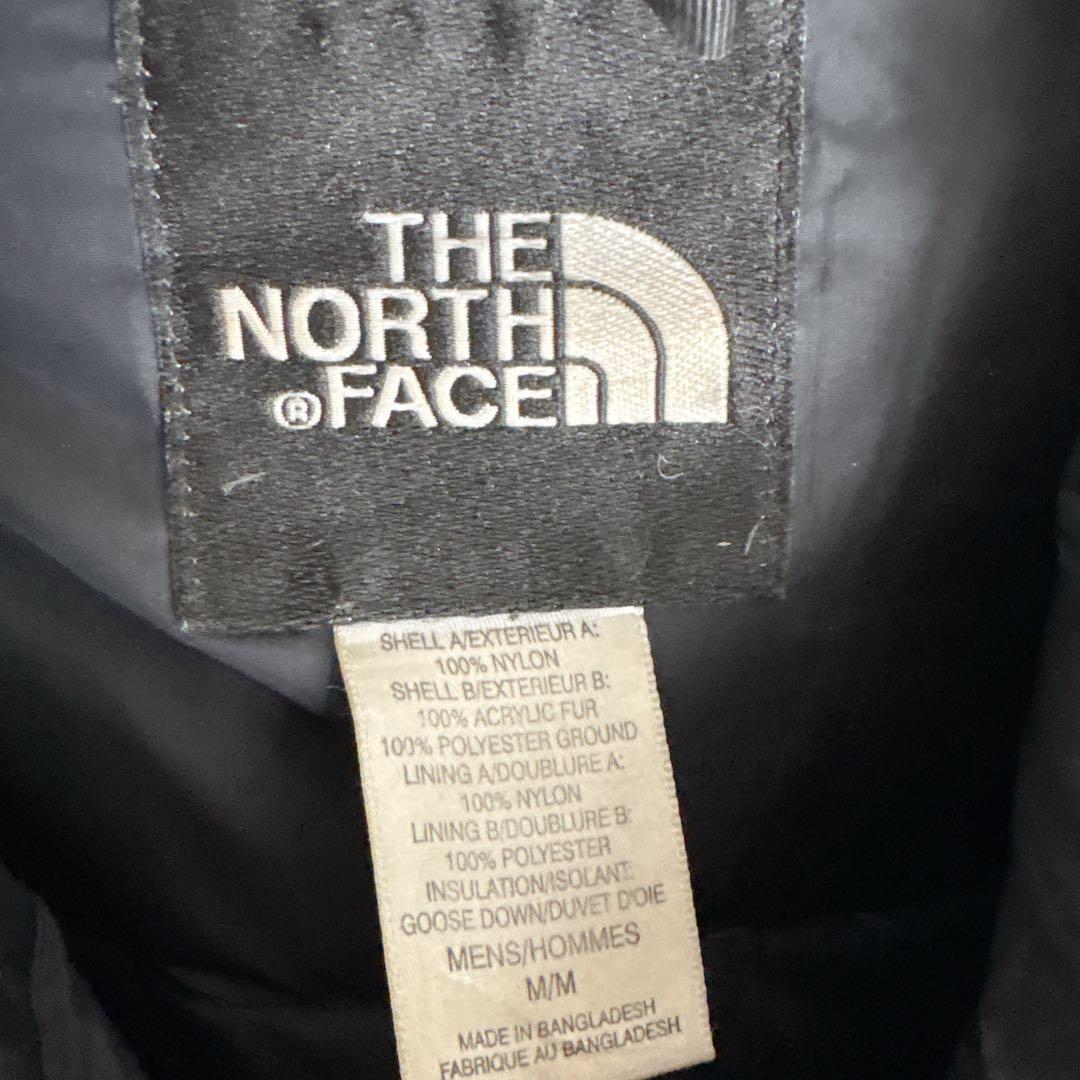 THE
NORTH
®FACE
SHELL A/EXTERIEUR A:
100% NYLON
SHELL B/EXTERIEUR B:
100% ACRYLIC FUR
100% POLYESTER GROUND
LINING A/DOUBLURE A:
100% NYLON
LINING B/DOUBLURE B:
100% POLYESTER
INSULATION/ISOLANT:
GOOSE DOWN/DUVET D'OIE
MENS/HOMMES
M/M
MADE IN BANGLADESH
FABRIQUE AU BANGLADESH